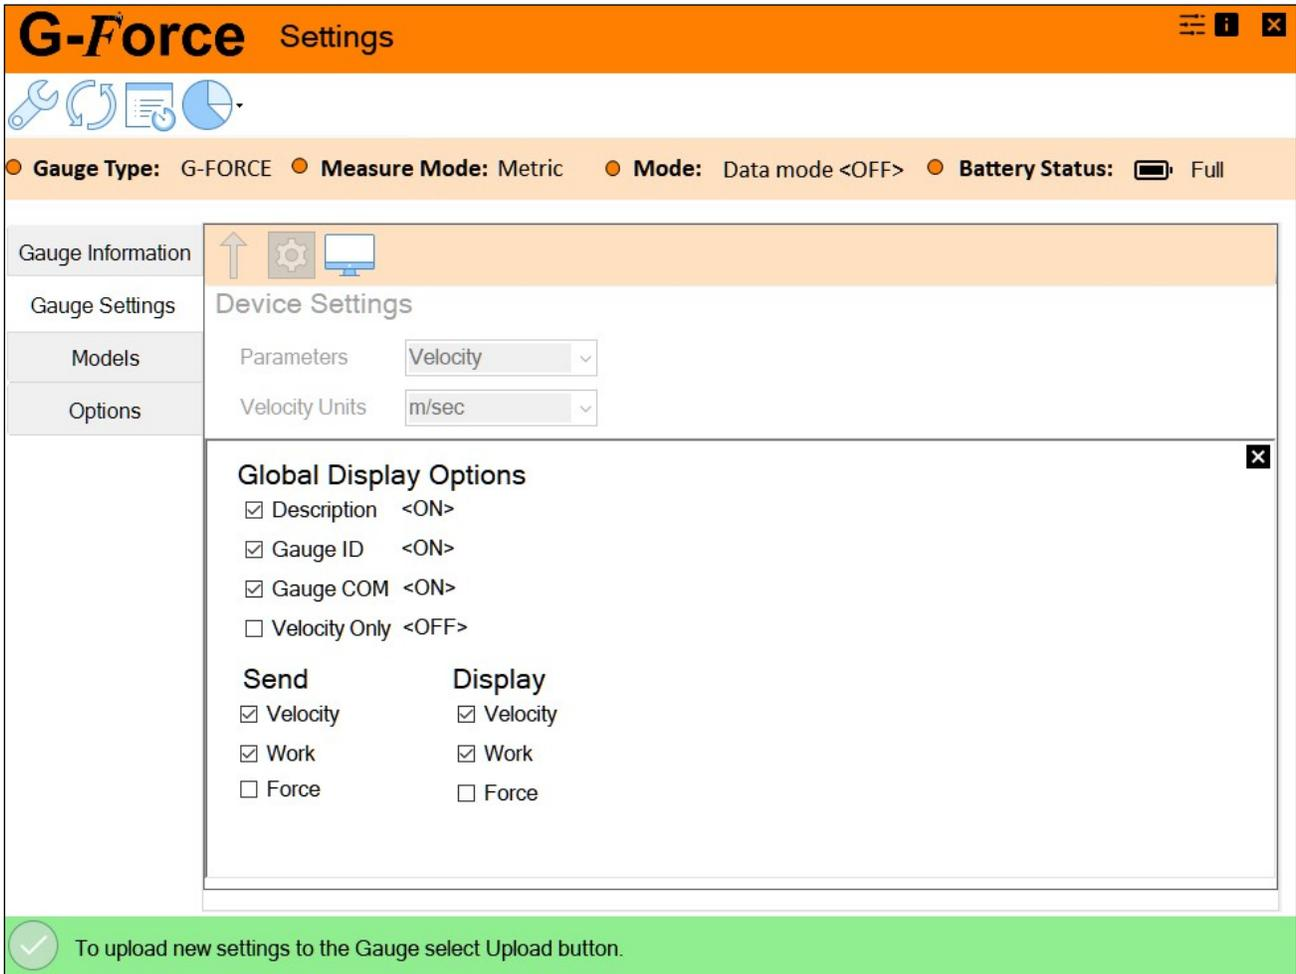 G-Force Settings
Gauge Type: G-FORCE Measure Mode: Metric Mode: Data mode <OFF> Battery Status: Full
Gauge Information
Gauge Settings
Models
Options
Device Settings
Parameters Velocity
Velocity Units m/sec
Global Display Options
Description <ON>
Gauge ID <ON>
Gauge COM <ON>
Velocity Only <OFF>
Send Display
Velocity Velocity
Work Work
Force Force
To upload new settings to the Gauge select Upload button.